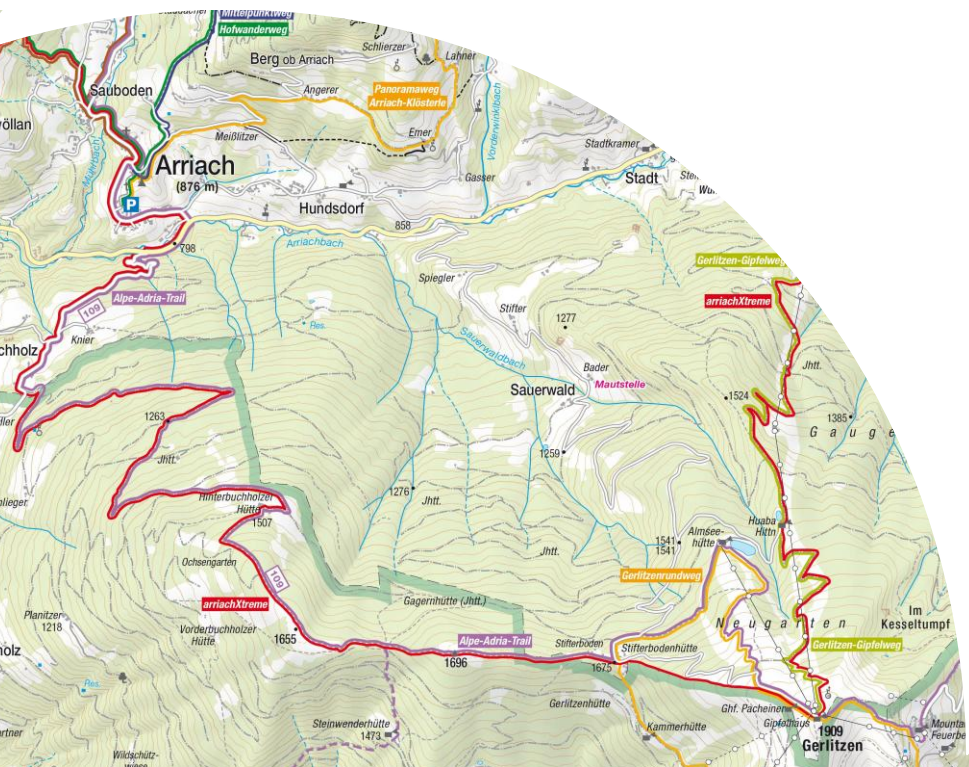 Mittelpunktweg
Hofwanderweg
Schlierzer
Berg ob Arriach
Lahner
Angerer
Panoramaweg
Arriach-Klösterle
Sauboden
Vorderwinklbach
Emer
Meißlitzer
Stadtkramer
Arriach
(876 m)
Gasser
Stadt
P
Hundsdorf
858
Arriachbach
798
Gerlitzen-Gipfelweg
Spiegler
Alpe-Adria-Trail
arriachXtreme
109
Stifter
1277
Res.
Knier
Sauerwaldbach
Jhtt.
Bader
Mautstelle
Sauerwald
1524
1263
1385
1259
Jhtt.
1276
Jhtt.
Hinterbuchholzer
Hütte
1507
Huaba
Hittn
Almsee-
hütte
1541
1541
Jhtt.
Ochsengarten
109
Gerlitzenrundweg
arriachXtreme
Gagernhütte (Jhtt.)
Planitzer
1218
Im
Kesseltumpf
Neugarten
Vorderbuchholzer
Hütte
1655
Alpe-Adria-Trail
Stifterboden
Stifterbodenhütte
Gerlitzen-Gipfelweg
1696
1675
Res.
Gerlitzenhütte
Ghf. Pacheiner
Gipfelhaus
Steinwenderhütte
1473
Kammerhütte
1909
Gerlitzen
Wildschütz-
wiese